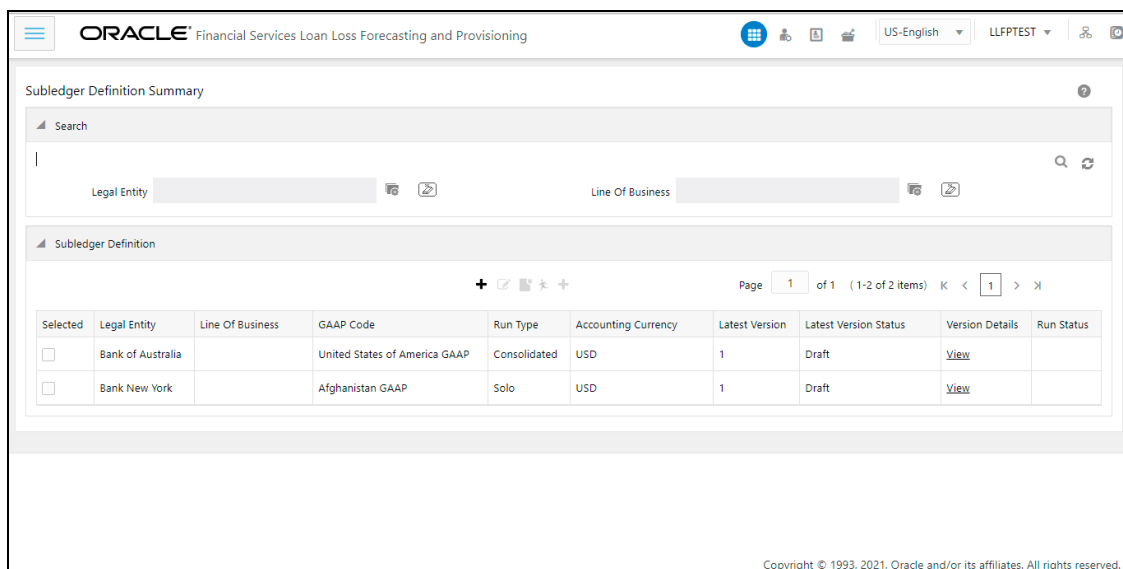 ORACLE® Financial Services Loan Loss Forecasting and Provisioning US-English LLFPTEST
Subledger Definition Summary
Search
Legal Entity Line Of Business
Subledger Definition
Page 1 of 1 (1-2 of 2 items) K < 1 > >|
Selected Legal Entity Line Of Business GAAP Code Run Type Accounting Currency Latest Version Latest Version Status Version Details Run Status
Bank of Australia United States of America GAAP Consolidated USD 1 Draft View
Bank New York Afghanistan GAAP Solo USD 1 Draft View
Copyright © 1993, 2021, Oracle and/or its affiliates. All rights reserved.